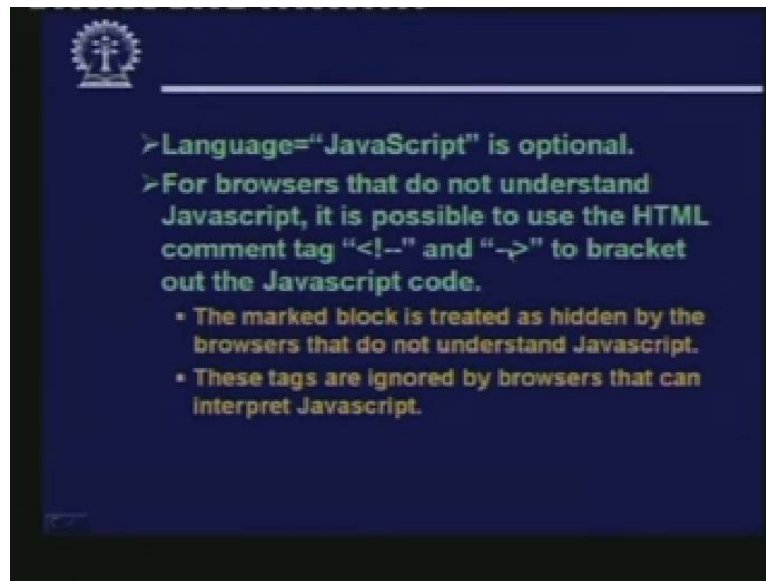 ➢Language=“JavaScript” is optional.
➢For browsers that do not understand
Javascript, it is possible to use the HTML
comment tag “<!--” and “-->” to bracket
out the Javascript code.
▪ The marked block is treated as hidden by the
browsers that do not understand Javascript.
▪ These tags are ignored by browsers that can
interpret Javascript.